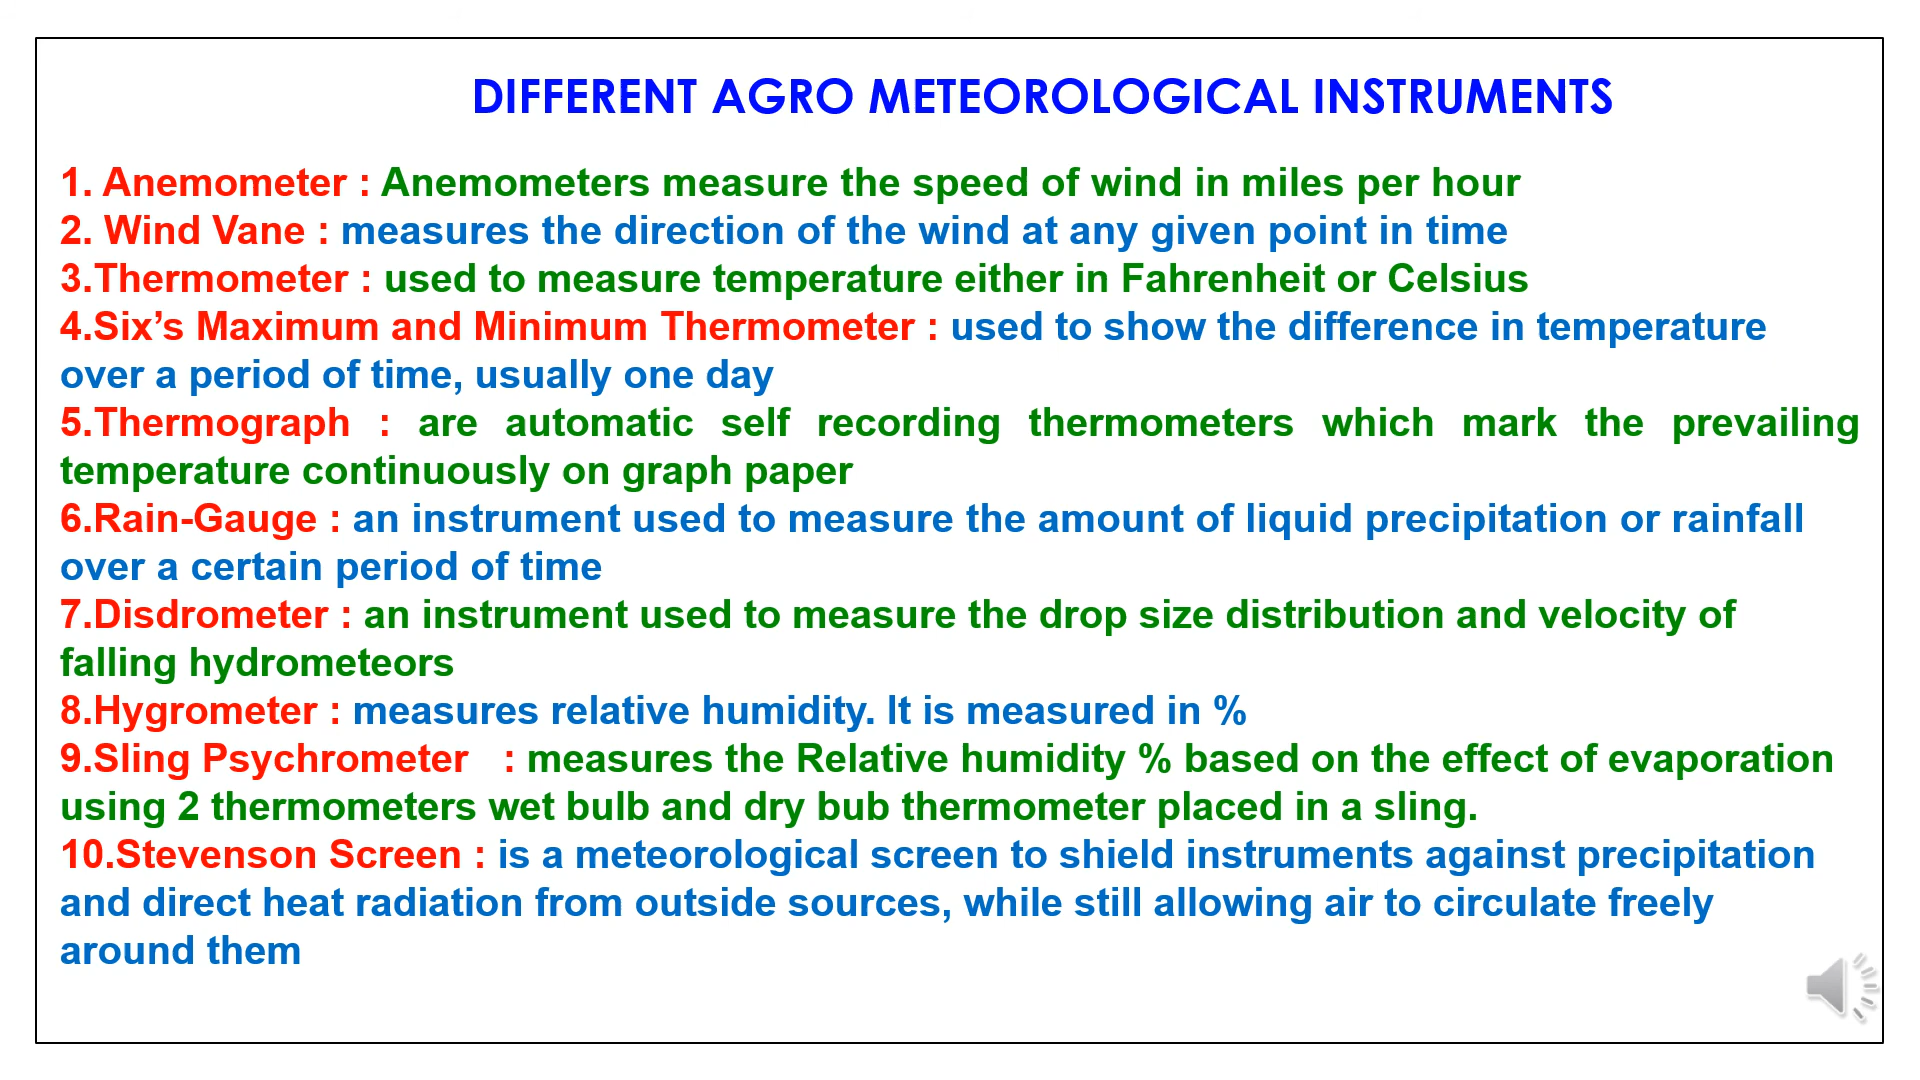 DIFFERENT AGRO METEOROLOGICAL INSTRUMENTS
1. Anemometer : Anemometers measure the speed of wind in miles per hour
2. Wind Vane : measures the direction of the wind at any given point in time
3.Thermometer : used to measure temperature either in Fahrenheit or Celsius
4.Six’s Maximum and Minimum Thermometer : used to show the difference in temperature
over a period of time, usually one day
5.Thermograph : are automatic self recording thermometers which mark the prevailing
temperature continuously on graph paper
6.Rain-Gauge : an instrument used to measure the amount of liquid precipitation or rainfall
over a certain period of time
7.Disdrometer : an instrument used to measure the drop size distribution and velocity of
falling hydrometeors
8.Hygrometer : measures relative humidity. It is measured in %
9.Sling Psychrometer : measures the Relative humidity % based on the effect of evaporation
using 2 thermometers wet bulb and dry bub thermometer placed in a sling.
10.Stevenson Screen : is a meteorological screen to shield instruments against precipitation
and direct heat radiation from outside sources, while still allowing air to circulate freely
around them